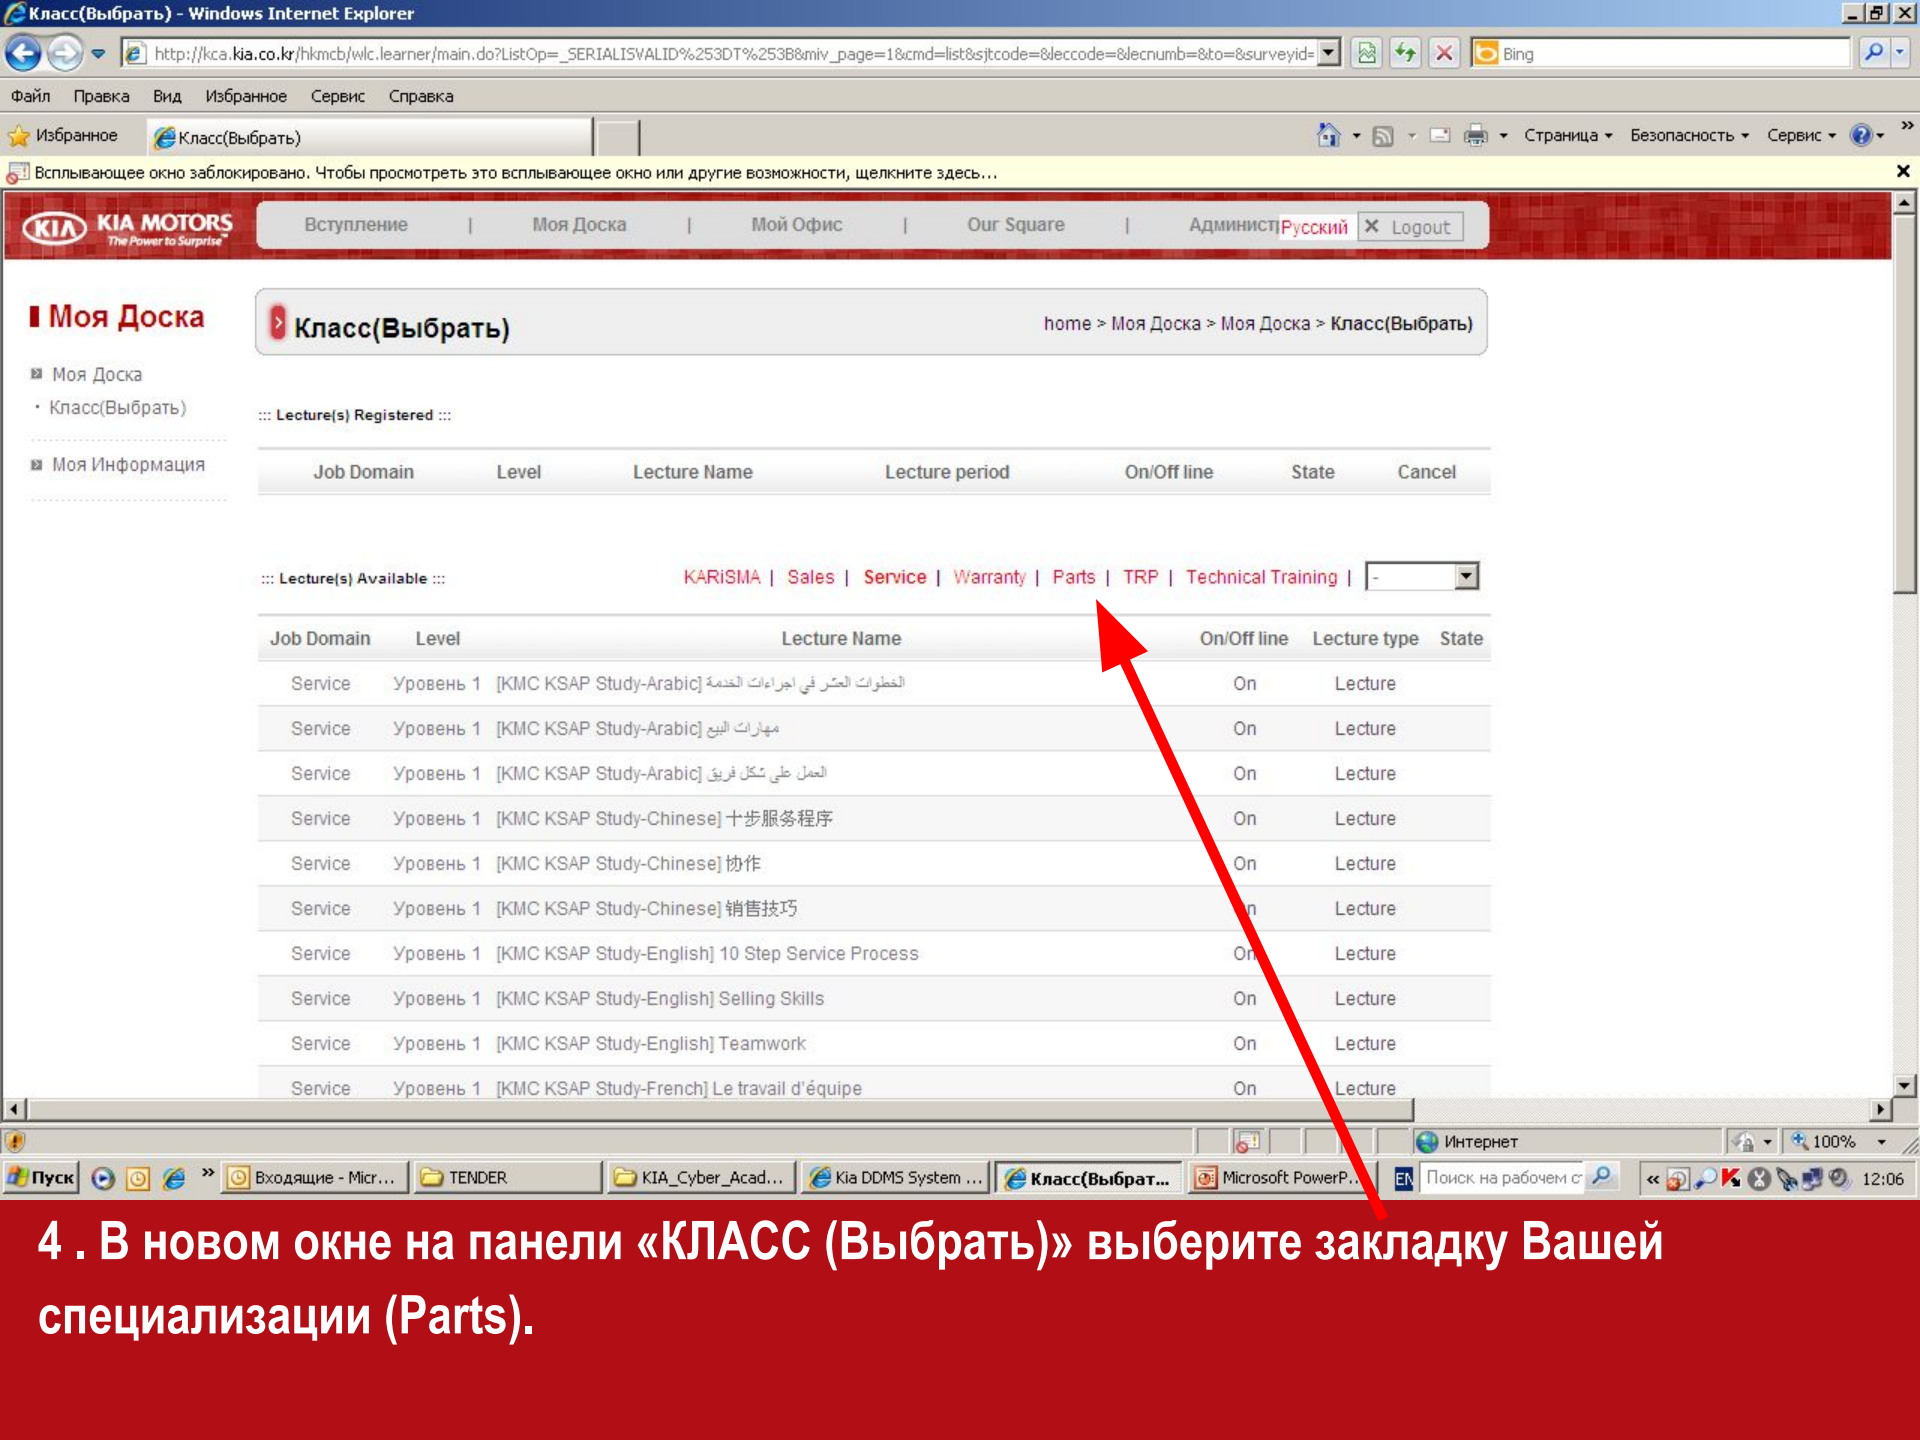 Класс(Выбрать) - Windows Internet Explorer
http://kca.kia.co.kr/hkmcb/wlc.learner/main.do?ListOp=_SERIALISVALID%253DT%253B&miv_page=1&cmd=list&sjtcode=&leccode=&lecnumb=&to=&surveyid= Bing
Файл Правка Вид Избранное Сервис Справка
Избранное Класс(Выбрать) Страница Безопасность Сервис »
Всплывающее окно заблокировано. Чтобы просмотреть это всплывающее окно или другие возможности, щелкните здесь...
KIA KIA MOTORS The Power to Surprise
Вступление | Моя Доска | Мой Офис | Our Square | Админист Русский Logout
Моя Доска
Класс(Выбрать) home > Моя Доска > Моя Доска > Класс(Выбрать)
Моя Доска
Класс(Выбрать)
Моя Информация
::: Lecture(s) Registered :::
Job Domain Level Lecture Name Lecture period On/Off line State Cancel
::: Lecture(s) Available ::: KARISMA | Sales | Service | Warranty | Parts | TRP | Technical Training | -
Job Domain Level Lecture Name On/Off line Lecture type State
Service Уровень 1 [KMC KSAP Study-Arabic] الخطوات العشر في اجراءات الخدمة On Lecture
Service Уровень 1 [KMC KSAP Study-Arabic] مهارات البيع On Lecture
Service Уровень 1 [KMC KSAP Study-Arabic] العمل على شكل فريق On Lecture
Service Уровень 1 [KMC KSAP Study-Chinese] 十步服务程序 On Lecture
Service Уровень 1 [KMC KSAP Study-Chinese] 协作 On Lecture
Service Уровень 1 [KMC KSAP Study-Chinese] 销售技巧 On Lecture
Service Уровень 1 [KMC KSAP Study-English] 10 Step Service Process On Lecture
Service Уровень 1 [KMC KSAP Study-English] Selling Skills On Lecture
Service Уровень 1 [KMC KSAP Study-English] Teamwork On Lecture
Service Уровень 1 [KMC KSAP Study-French] Le travail d'équipe On Lecture
Интернет 100%
Пуск » Входящие - Micr... TENDER KIA_Cyber_Acad... Kia DDMS System ... Класс(Выбрат... Microsoft PowerP... EN Поиск на рабочем ст « 12:06
4 . В новом окне на панели «КЛАСС (Выбрать)» выберите закладку Вашей
специализации (Parts).